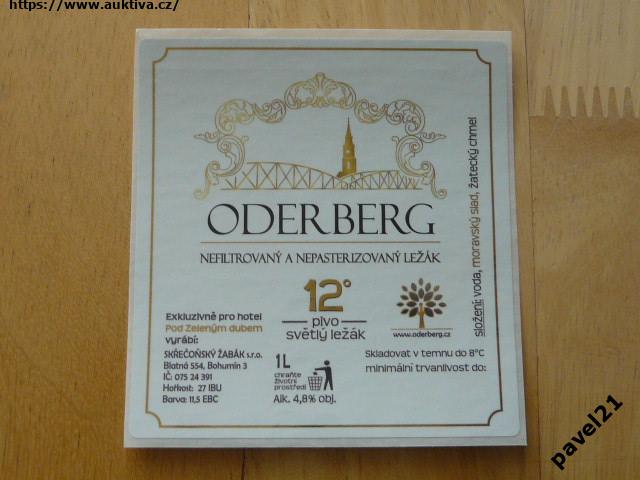 https://www.auktiva.cz/
ODERBERG
NEFILTROVANÝ A NEPASTERIZOVANÝ LEŽÁK
12°
pivo
světlý ležák
Exkluzivně pro hotel
Pod Zeleným dubem
vyrábí:
SKŘEČOŇSKÝ ŽABÁK s.r.o.
Blatná 554, Bohumín 3
IČ: 075 24 391
Hořkost: 27 IBU
Barva: 11,5 EBC
1L
chraňte
životní
prostředí
Alk. 4,8% obj.
www.oderberg.cz
Skladovat v temnu do 8°C
minimální trvanlivost do:
složení: voda, moravský slad, žatecký chmel
pavel21